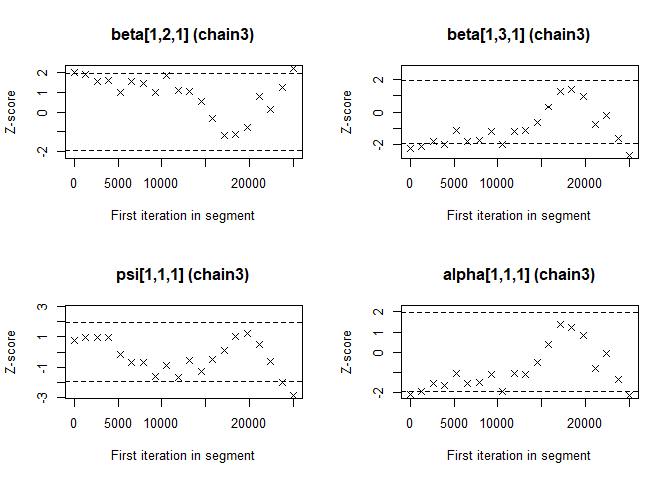 beta[1,2,1] (chain3)
Z-score
2
1
0
-2
0
5000
10000
20000
First iteration in segment
beta[1,3,1] (chain3)
Z-score
2
0
-2
0
5000
10000
20000
First iteration in segment
psi[1,1,1] (chain3)
Z-score
3
1
-1
-3
0
5000
10000
20000
First iteration in segment
alpha[1,1,1] (chain3)
Z-score
2
1
0
-2
0
5000
10000
20000
First iteration in segment